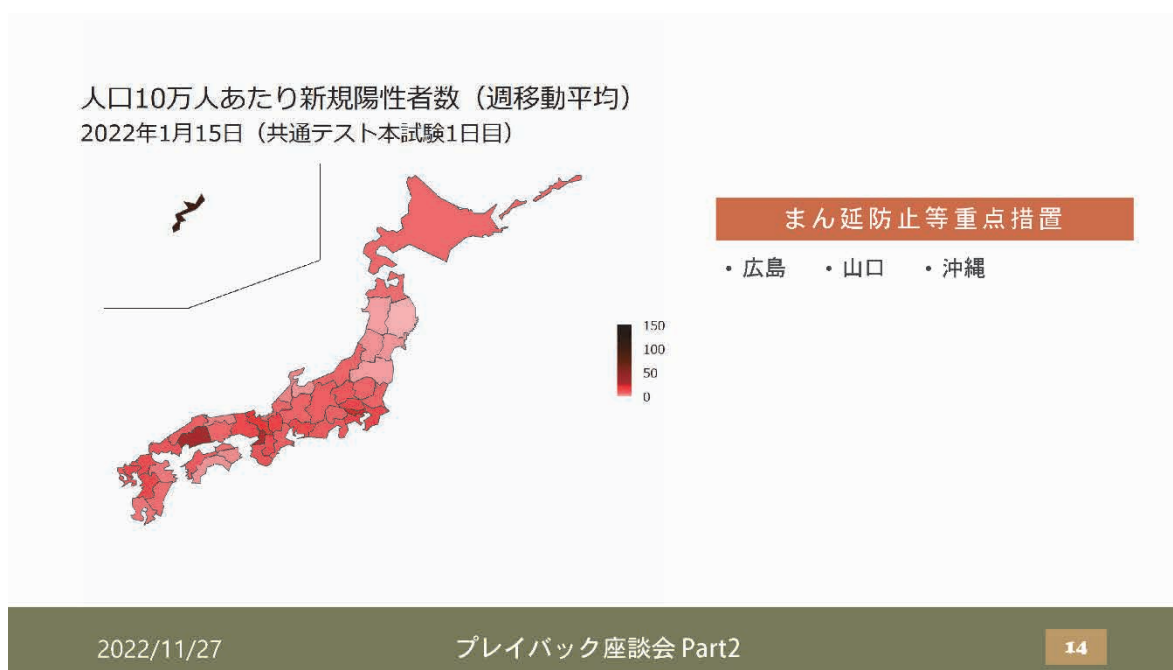 人口10万人あたり新規陽性者数（週移動平均）
2022年1月15日（共通テスト本試験1日目）
まん延防止等重点措置
・広島 ・山口 ・沖縄
150
100
50
0
2022/11/27 プレイバック座談会 Part2 14